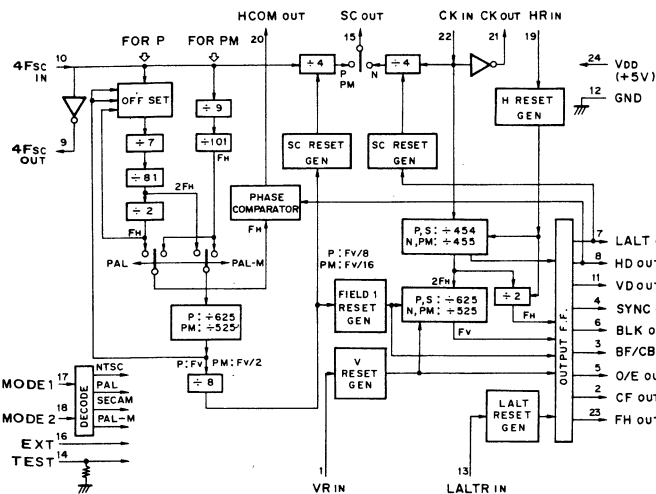 HCOM OUT
20
SC OUT
15
CK IN
22
CK OUT
21
HR IN
19
FOR P
FOR PM
10
4FSC
IN
÷4
P
PM
N
÷4
24
VDD
(+5V)
12
GND
OFF SET
÷9
H RESET
GEN
9
4FSC
OUT
÷7
÷101
FH
SC RESET
GEN
SC RESET
GEN
÷81
2FH
÷2
FH
PHASE
COMPARATOR
FH
P,S: ÷454
N,PM: ÷455
7
LALT
8
HD OUT
PAL
PAL-M
P:FV/8
PM:FV/16
2FH
÷2
FH
11
VD OUT
P: ÷625
PM: ÷525
FIELD 1
RESET
GEN
P,S: ÷625
N,PM: ÷525
FV
4
SYNC
6
BLK O
OUTPUT F.F.
3
BF/CB
P:FV
PM:FV/2
÷8
V
RESET
GEN
5
O/E OUT
2
CF OUT
23
FH OUT
LALT
RESET
GEN
MODE1
17
MODE2
18
DECODE
NTSC
PAL
SECAM
PAL-M
EXT
16
TEST
14
1
VR IN
13
LALTR IN